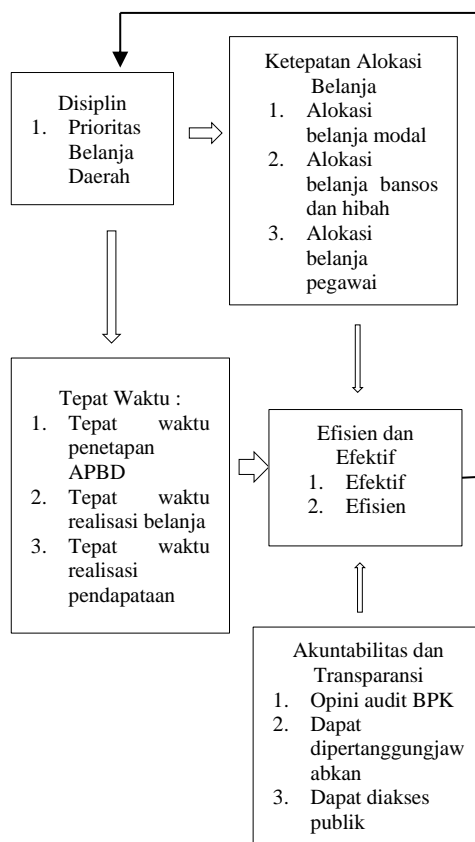 Disiplin
1. Prioritas
Belanja
Daerah
Ketepatan Alokasi
Belanja
1. Alokasi
belanja modal
2. Alokasi
belanja bansos
dan hibah
3. Alokasi
belanja
pegawai
Tepat Waktu :
1. Tepat waktu
penetapan
APBD
2. Tepat waktu
realisasi belanja
3. Tepat waktu
realisasi
pendapataan
Efisien dan
Efektif
1. Efektif
2. Efisien
Akuntabilitas dan
Transparansi
1. Opini audit BPK
2. Dapat
dipertanggungjaw
abkan
3. Dapat diakses
publik